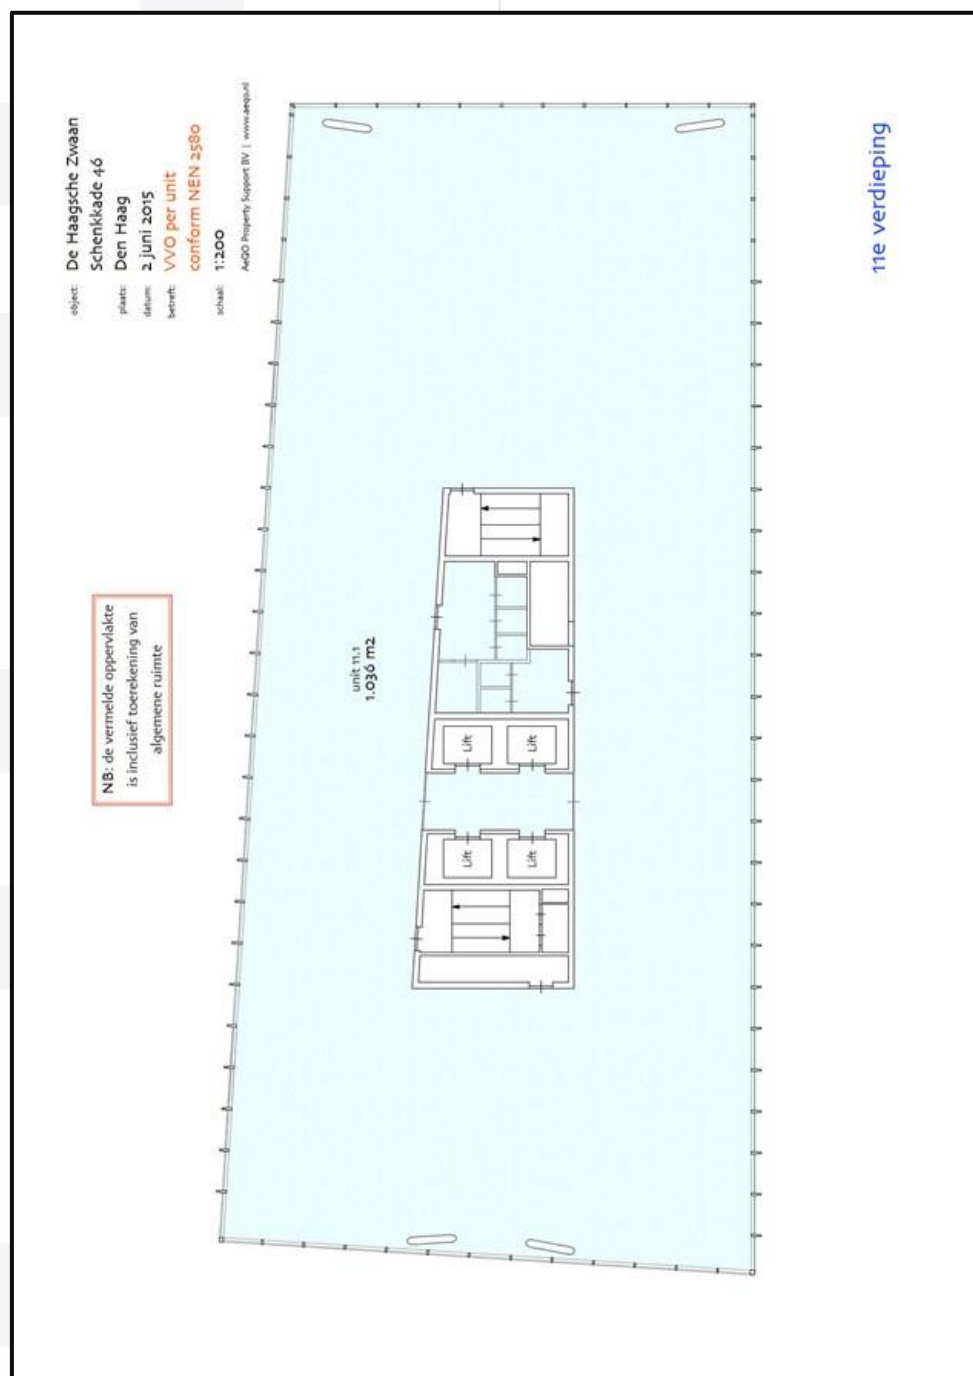 object: De Haagsche Zwaan
Schenkkade 46
plaats: Den Haag
datum: 2 juni 2015
betreft: VVO per unit
conform NEN 2580
schaal: 1:200
AeQO Property Support BV | www.aeqo.nl
11e verdieping
NB: de vermelde oppervlakte
is inclusief toerekening van
algemene ruimte
unit 11.1
1.036 m2
Lift
Lift
Lift
Lift